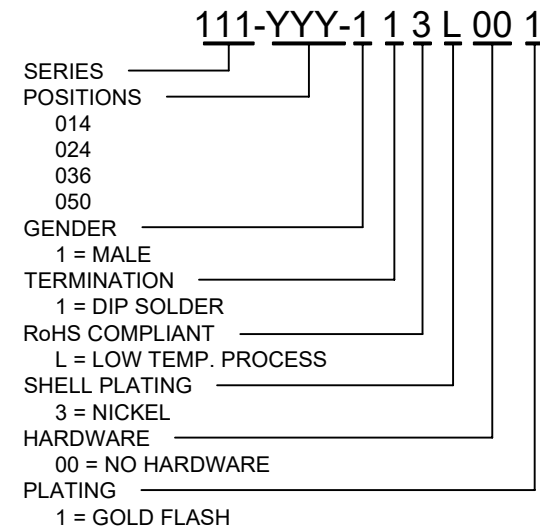 111-YYY-1 1 3 L 00 1
SERIES
POSITIONS
014
024
036
050
GENDER
1 = MALE
TERMINATION
1 = DIP SOLDER
RoHS COMPLIANT
L = LOW TEMP. PROCESS
SHELL PLATING
3 = NICKEL
HARDWARE
00 = NO HARDWARE
PLATING
1 = GOLD FLASH